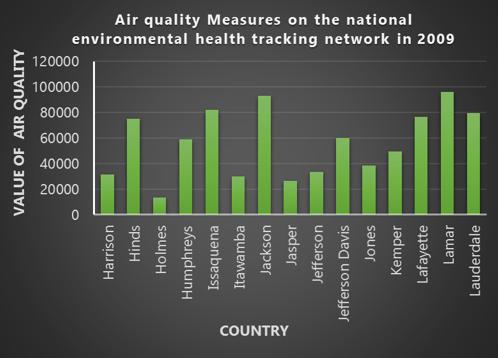 Air quality Measures on the national
environmental health tracking network in 2009
VALUE OF  AIR QUALITY
120000
100000
80000
60000
40000
20000
0
Harrison
Hinds
Holmes
Humphreys
Issaquena
Itawamba
Jackson
Jasper
Jefferson
Jefferson Davis
Jones
Kemper
Lafayette
Lamar
Lauderdale
COUNTRY